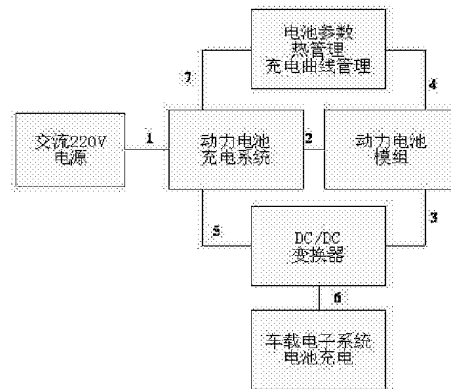 电池参数
热管理
充电曲线管理
7
4
交流220V
电源
1
动力电池
充电系统
2
动力电池
模组
5
3
DC/DC
变换器
6
车载电子系统
电池充电